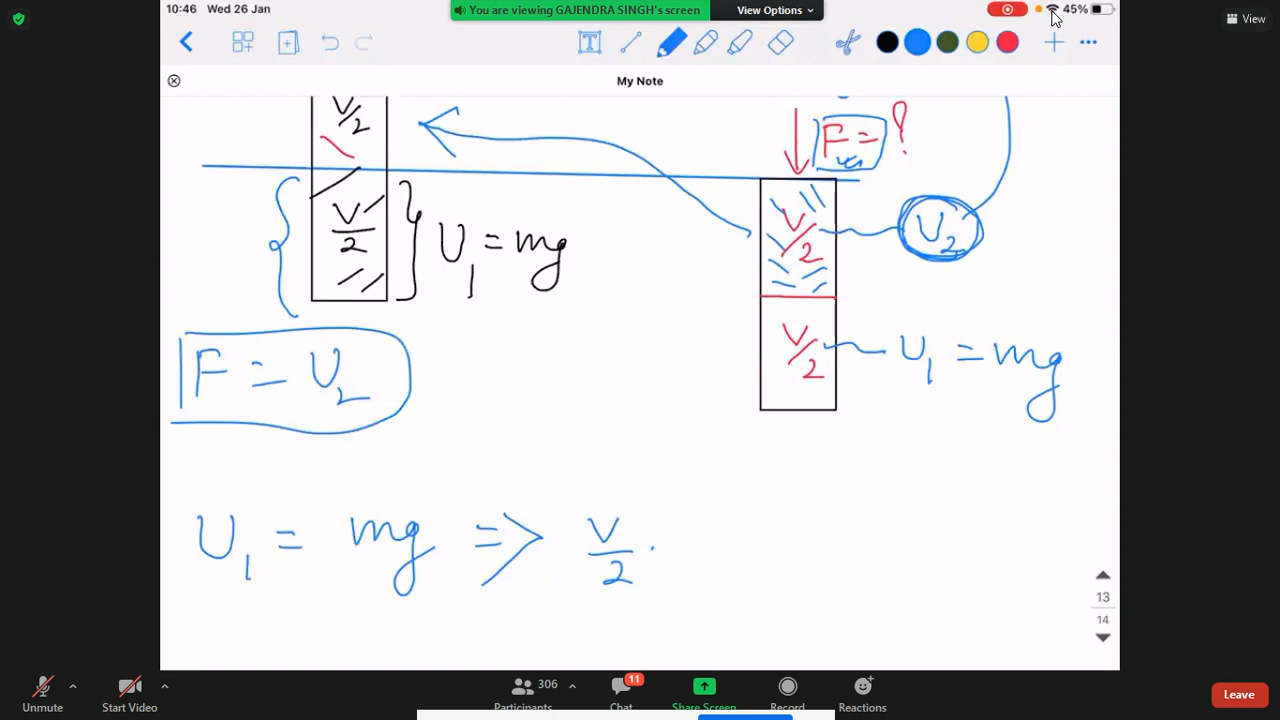 10:46 Wed 26 Jan
You are viewing GAJENDRA SINGH's screen
View Options
45%
View
My Note
V/2
F = ?
V/2
U1 = mg
V/2
U2
F = U2
V/2
U1 = mg
U1 = mg => V/2 .
13
14
Unmute
Start Video
306
Participants
11
Chat
Share Screen
Record
Reactions
Leave